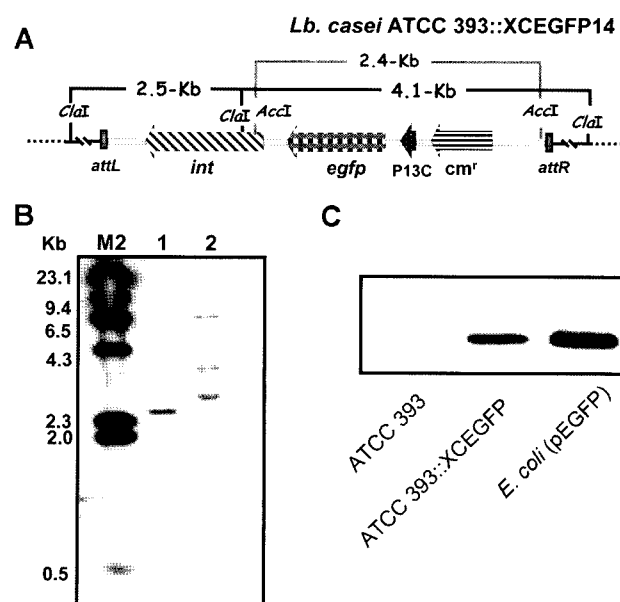 Lb. casei ATCC 393::XCEGFP14
A
2.4-Kb
2.5-Kb 4.1-Kb
ClaI ClaI AccI AccI ClaI
attL int egfp P13C cmʳ attR
B
Kb M2 1 2
23.1
9.4
6.5
4.3
2.3
2.0
0.5
C
ATCC 393
ATCC 393::XCEGFP
E. coli (pEGFP)